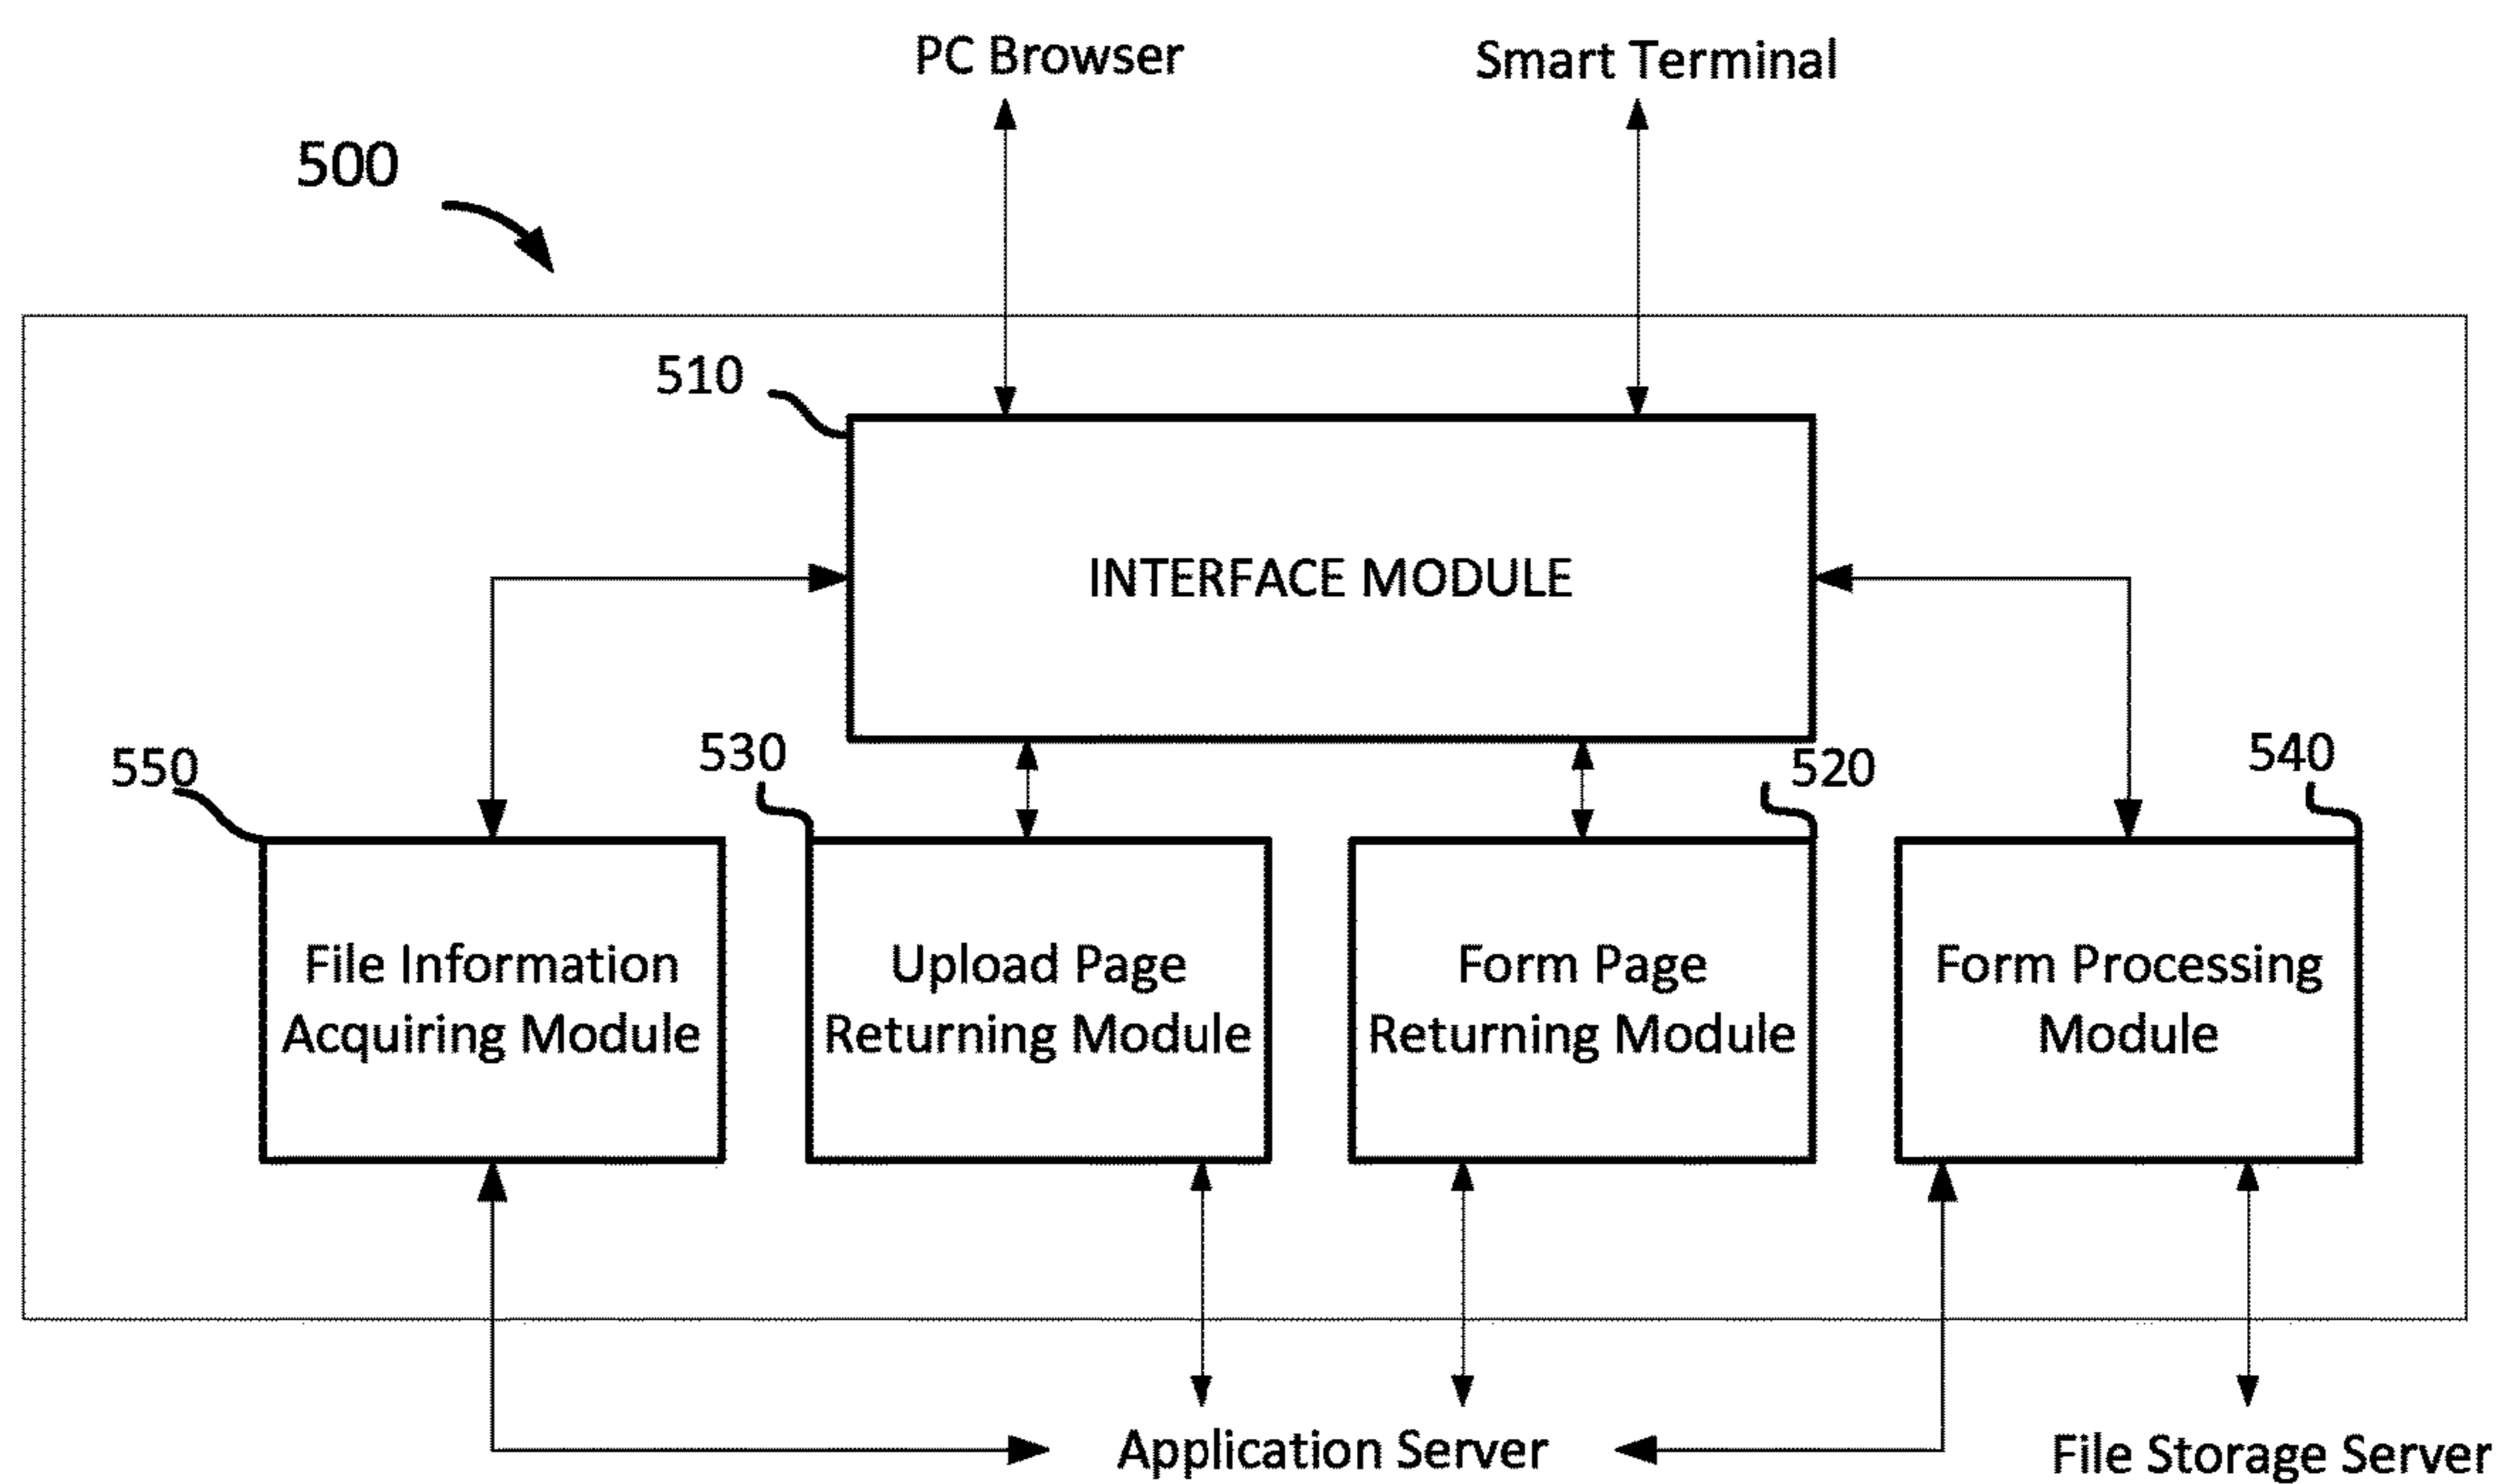 PC Browser
Smart Terminal
500
510
INTERFACE MODULE
550
530
520
540
File Information
Acquiring Module
Upload Page
Returning Module
Form Page
Returning Module
Form Processing
Module
Application Server
File Storage Server